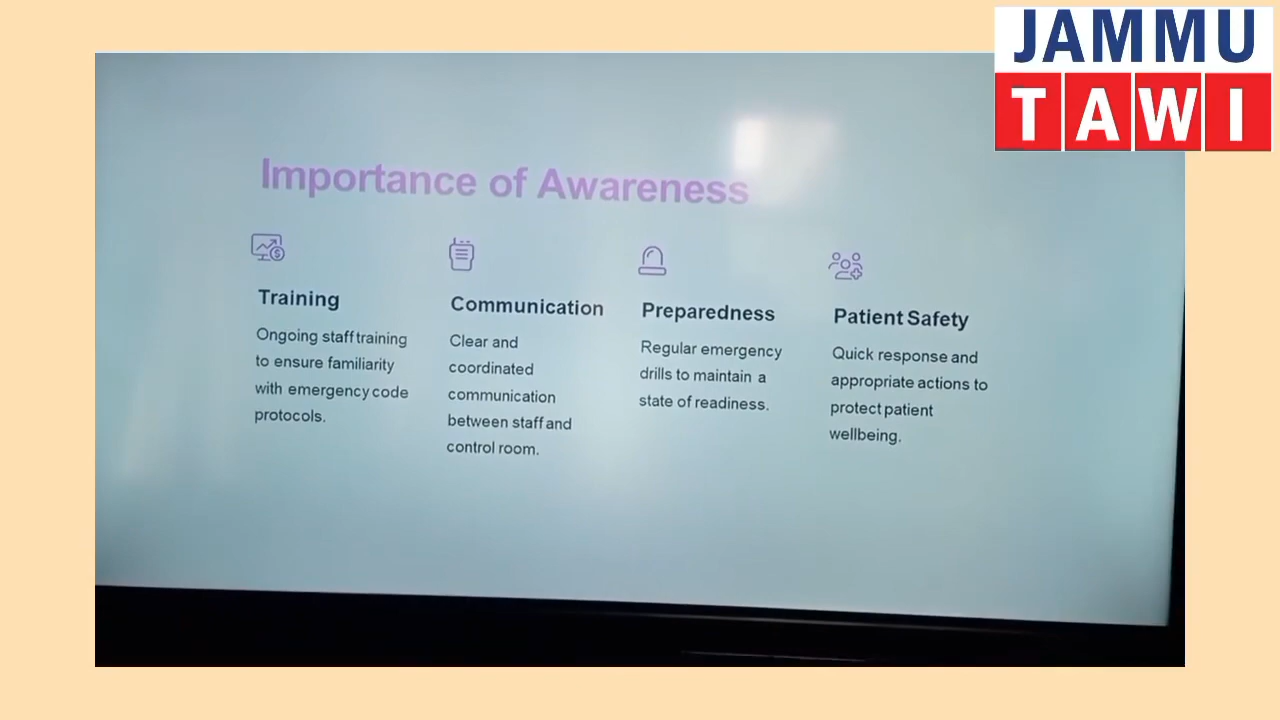 JAMMU
TAWI
Importance of Awareness
Training
Ongoing staff training
to ensure familiarity
with emergency code
protocols.
Communication
Clear and
coordinated
communication
between staff and
control room.
Preparedness
Regular emergency
drills to maintain a
state of readiness.
Patient Safety
Quick response and
appropriate actions to
protect patient
wellbeing.